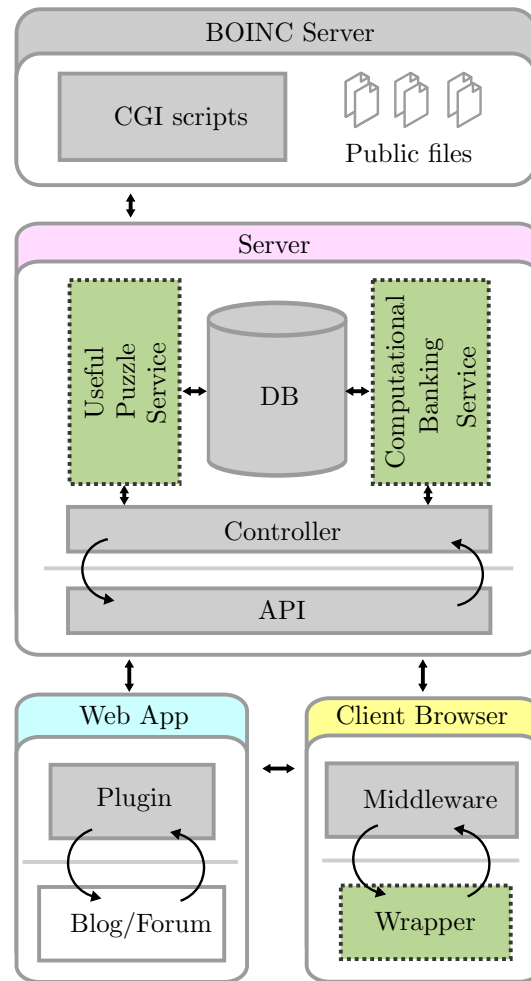 BOINC Server
CGI scripts
Public files
Server
Useful
Puzzle
Service
DB
Computational
Banking
Service
Controller
API
Web App
Client Browser
Plugin
Middleware
Blog/Forum
Wrapper